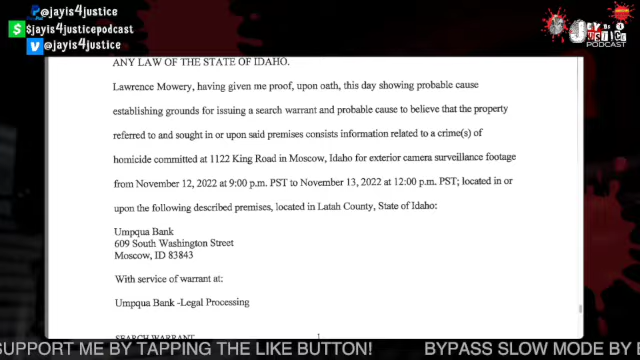 @jayis4justice
$jayis4justicepodcast
@jayis4justice
JUSTICE
PODCAST
ANY LAW OF THE STATE OF IDAHO.
Lawrence Mowery, having given me proof, upon oath, this day showing probable cause
establishing grounds for issuing a search warrant and probable cause to believe that the property
referred to and sought in or upon said premises consists information related to a crime(s) of
homicide committed at 1122 King Road in Moscow, Idaho for exterior camera surveillance footage
from November 12, 2022 at 9:00 p.m. PST to November 13, 2022 at 12:00 p.m. PST; located in or
upon the following described premises, located in Latah County, State of Idaho:
Umpqua Bank
609 South Washington Street
Moscow, ID 83843
With service of warrant at:
Umpqua Bank -Legal Processing
SEARCH WARRANT
SUPPORT ME BY TAPPING THE LIKE BUTTON! BYPASS SLOW MODE BY